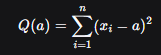 Q(a) = \sum_{i=1}^{n} (x_i - a)^2